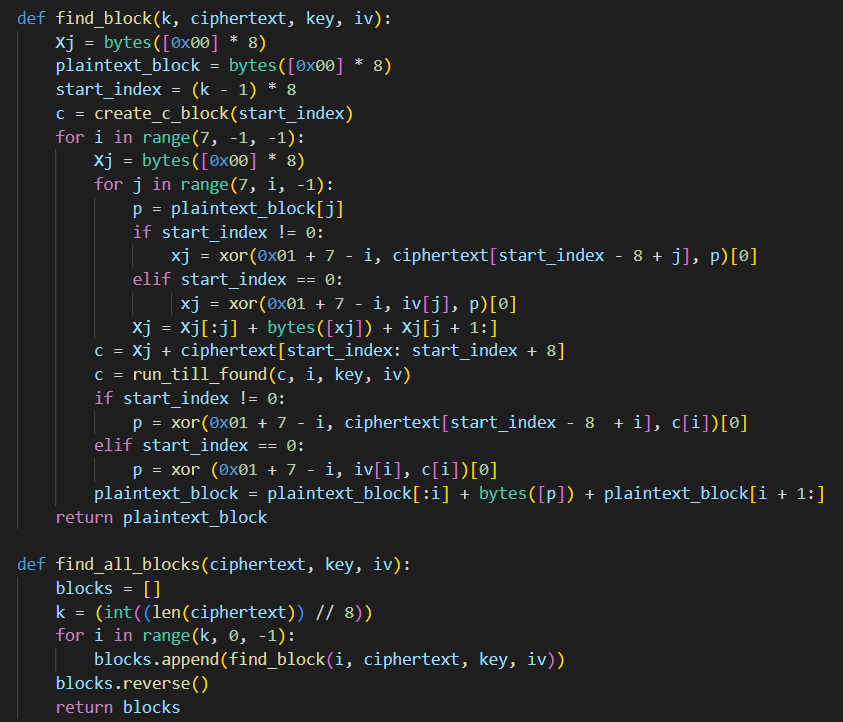 def find_block(k, ciphertext, key, iv):
    Xj = bytes([0x00] * 8)
    plaintext_block = bytes([0x00] * 8)
    start_index = (k - 1) * 8
    c = create_c_block(start_index)
    for i in range(7, -1, -1):
        Xj = bytes([0x00] * 8)
        for j in range(7, i, -1):
            p = plaintext_block[j]
            if start_index != 0:
                xj = xor(0x01 + 7 - i, ciphertext[start_index - 8 + j], p)[0]
            elif start_index == 0:
                xj = xor(0x01 + 7 - i, iv[j], p)[0]
            Xj = Xj[:j] + bytes([xj]) + Xj[j + 1:]
        c = Xj + ciphertext[start_index: start_index + 8]
        c = run_till_found(c, i, key, iv)
        if start_index != 0:
            p = xor(0x01 + 7 - i, ciphertext[start_index - 8  + i], c[i])[0]
        elif start_index == 0:
            p = xor (0x01 + 7 - i, iv[i], c[i])[0]
        plaintext_block = plaintext_block[:i] + bytes([p]) + plaintext_block[i + 1:]
    return plaintext_block

def find_all_blocks(ciphertext, key, iv):
    blocks = []
    k = (int((len(ciphertext)) // 8))
    for i in range(k, 0, -1):
        blocks.append(find_block(i, ciphertext, key, iv))
    blocks.reverse()
    return blocks